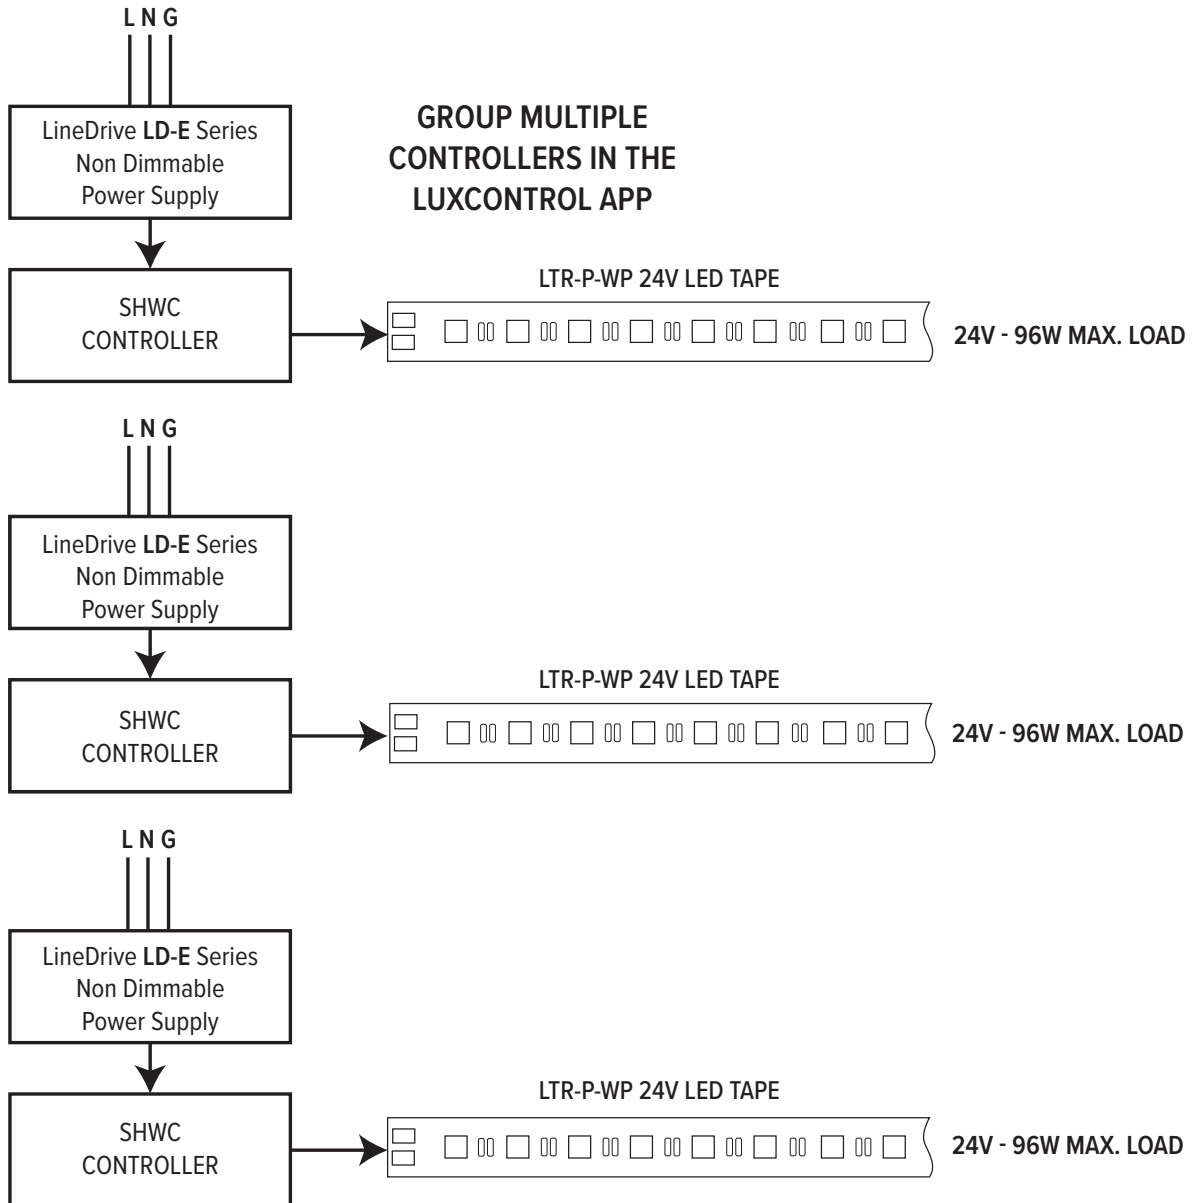 L N G
LineDrive LD-E Series
Non Dimmable
Power Supply
GROUP MULTIPLE
CONTROLLERS IN THE
LUXCONTROL APP
SHWC
CONTROLLER
LTR-P-WP 24V LED TAPE
24V - 96W MAX. LOAD
L N G
LineDrive LD-E Series
Non Dimmable
Power Supply
SHWC
CONTROLLER
LTR-P-WP 24V LED TAPE
24V - 96W MAX. LOAD
L N G
LineDrive LD-E Series
Non Dimmable
Power Supply
SHWC
CONTROLLER
LTR-P-WP 24V LED TAPE
24V - 96W MAX. LOAD